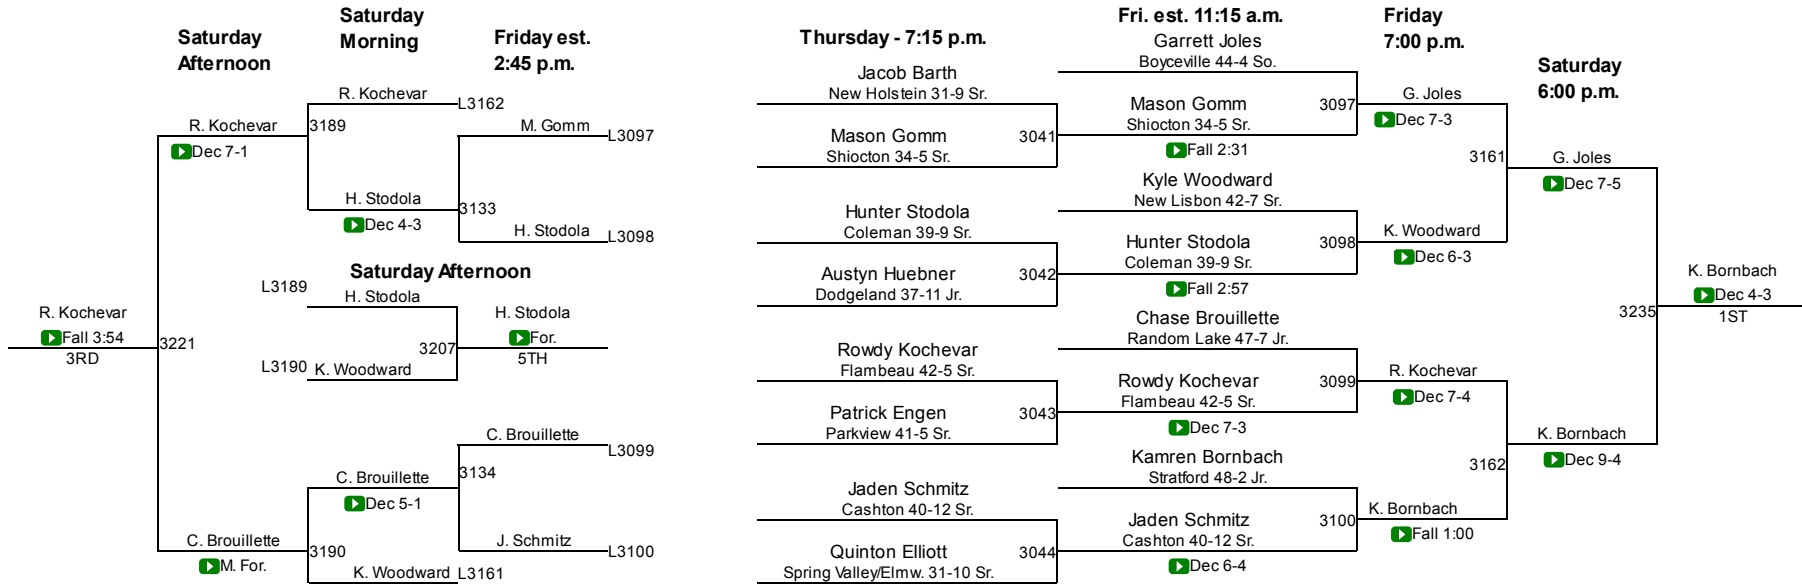 Saturday
Afternoon
Saturday
Morning
Friday est.
2:45 p.m.
R. Kochevar
L3162
R. Kochevar
3189
Dec 7-1
M. Gomm
L3097
H. Stodola
3133
Dec 4-3
H. Stodola
L3098
Saturday Afternoon
L3189
H. Stodola
R. Kochevar
Fall 3:54
3RD
3221
3207
H. Stodola
For.
5TH
L3190
K. Woodward
C. Brouillette
L3099
C. Brouillette
3134
Dec 5-1
C. Brouillette
3190
M. For.
J. Schmitz
L3100
K. Woodward
L3161
Thursday - 7:15 p.m.
Jacob Barth
New Holstein 31-9 Sr.
Mason Gomm
Shiocton 34-5 Sr.
3041
Hunter Stodola
Coleman 39-9 Sr.
Austyn Huebner
Dodgeland 37-11 Jr.
3042
Rowdy Kochevar
Flambeau 42-5 Sr.
Patrick Engen
Parkview 41-5 Sr.
3043
Jaden Schmitz
Cashton 40-12 Sr.
Quinton Elliott
Spring Valley/Elmw. 31-10 Sr.
3044
Fri. est. 11:15 a.m.
Garrett Joles
Boyceville 44-4 So.
Mason Gomm
Shiocton 34-5 Sr.
3097
Fall 2:31
Kyle Woodward
New Lisbon 42-7 Sr.
Hunter Stodola
Coleman 39-9 Sr.
3098
Fall 2:57
Chase Brouillette
Random Lake 47-7 Jr.
Rowdy Kochevar
Flambeau 42-5 Sr.
3099
Dec 7-3
Kamren Bornbach
Stratford 48-2 Jr.
Jaden Schmitz
Cashton 40-12 Sr.
3100
Dec 6-4
Friday
7:00 p.m.
G. Joles
Dec 7-3
3161
K. Woodward
Dec 6-3
R. Kochevar
Dec 7-4
3162
K. Bornbach
Fall 1:00
Saturday
6:00 p.m.
G. Joles
Dec 7-5
3235
K. Bornbach
Dec 9-4
K. Bornbach
Dec 4-3
1ST